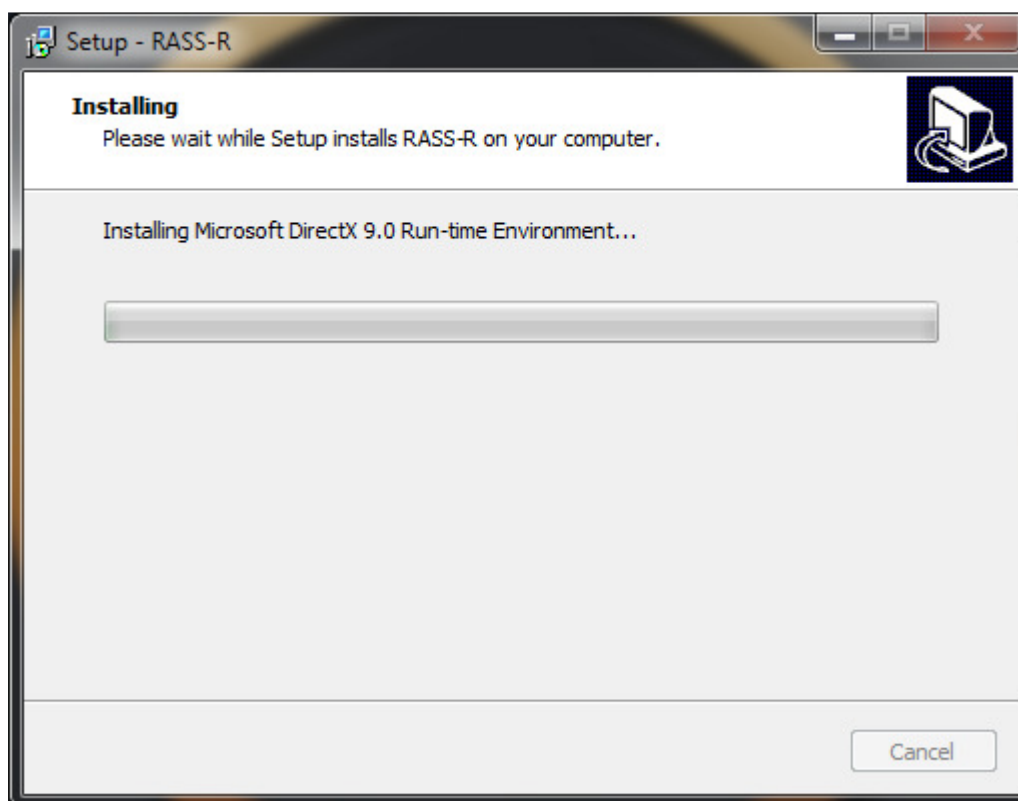 Setup - RASS-R
Installing
Please wait while Setup installs RASS-R on your computer.
Installing Microsoft DirectX 9.0 Run-time Environment...
Cancel